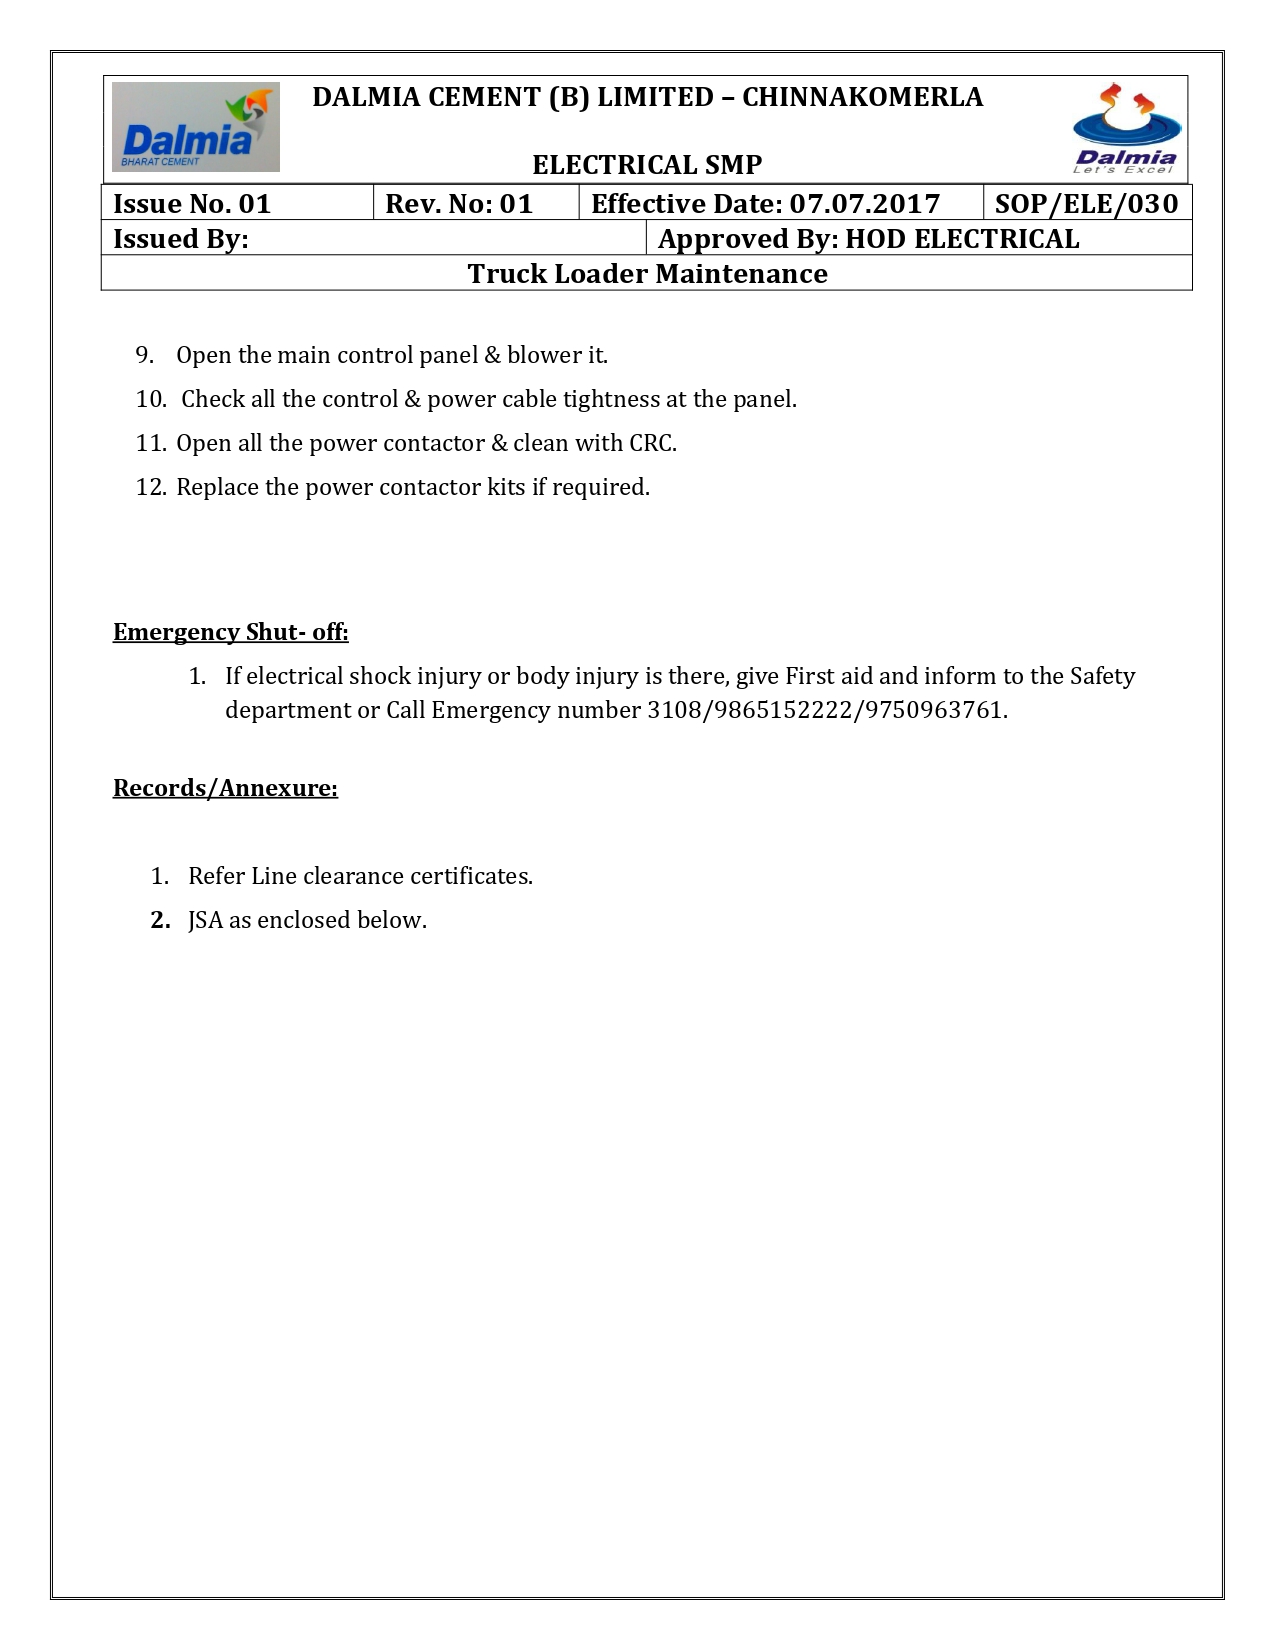 Dalmia
BHARAT CEMENT
DALMIA CEMENT (B) LIMITED – CHINNAKOMERLA
ELECTRICAL SMP
Dalmia
Let's Excel
Issue No. 01 Rev. No: 01 Effective Date: 07.07.2017 SOP/ELE/030
Issued By: Approved By: HOD ELECTRICAL
Truck Loader Maintenance
9. Open the main control panel & blower it.
10. Check all the control & power cable tightness at the panel.
11. Open all the power contactor & clean with CRC.
12. Replace the power contactor kits if required.
Emergency Shut- off:
1. If electrical shock injury or body injury is there, give First aid and inform to the Safety
department or Call Emergency number 3108/9865152222/9750963761.
Records/Annexure:
1. Refer Line clearance certificates.
2. JSA as enclosed below.